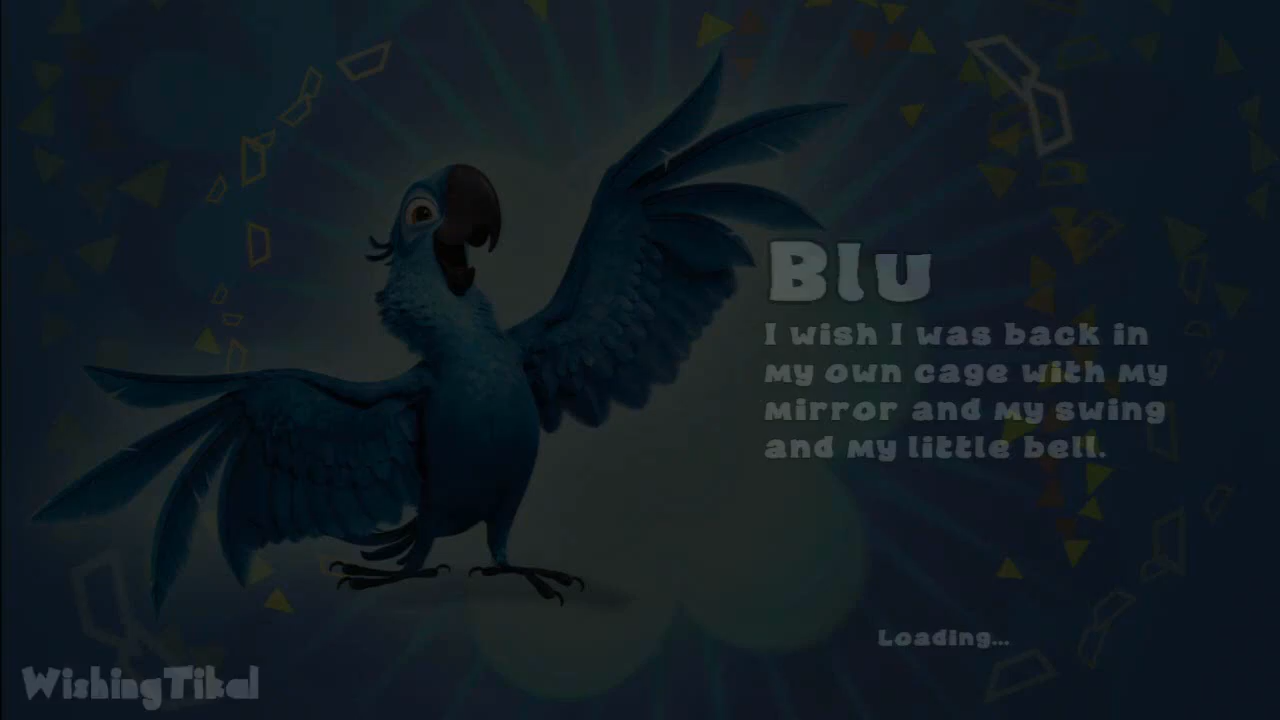 Blu
I wish I was back in
my own cage with my
mirror and my swing
and my little bell.
Loading...
WishingTikal